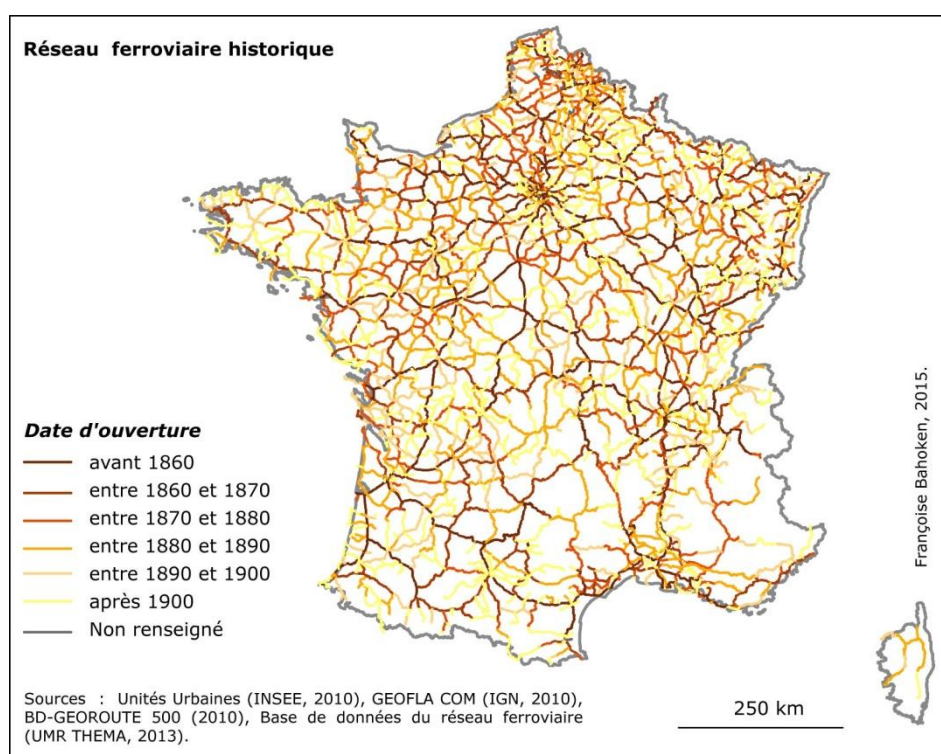 Réseau ferroviaire historique
Date d'ouverture
avant 1860
entre 1860 et 1870
entre 1870 et 1880
entre 1880 et 1890
entre 1890 et 1900
après 1900
Non renseigné
Sources : Unités Urbaines (INSEE, 2010), GEOFLA COM (IGN, 2010),
BD-GEOROUTE 500 (2010), Base de données du réseau ferroviaire
(UMR THEMA, 2013).
250 km
Françoise Bahoken, 2015.